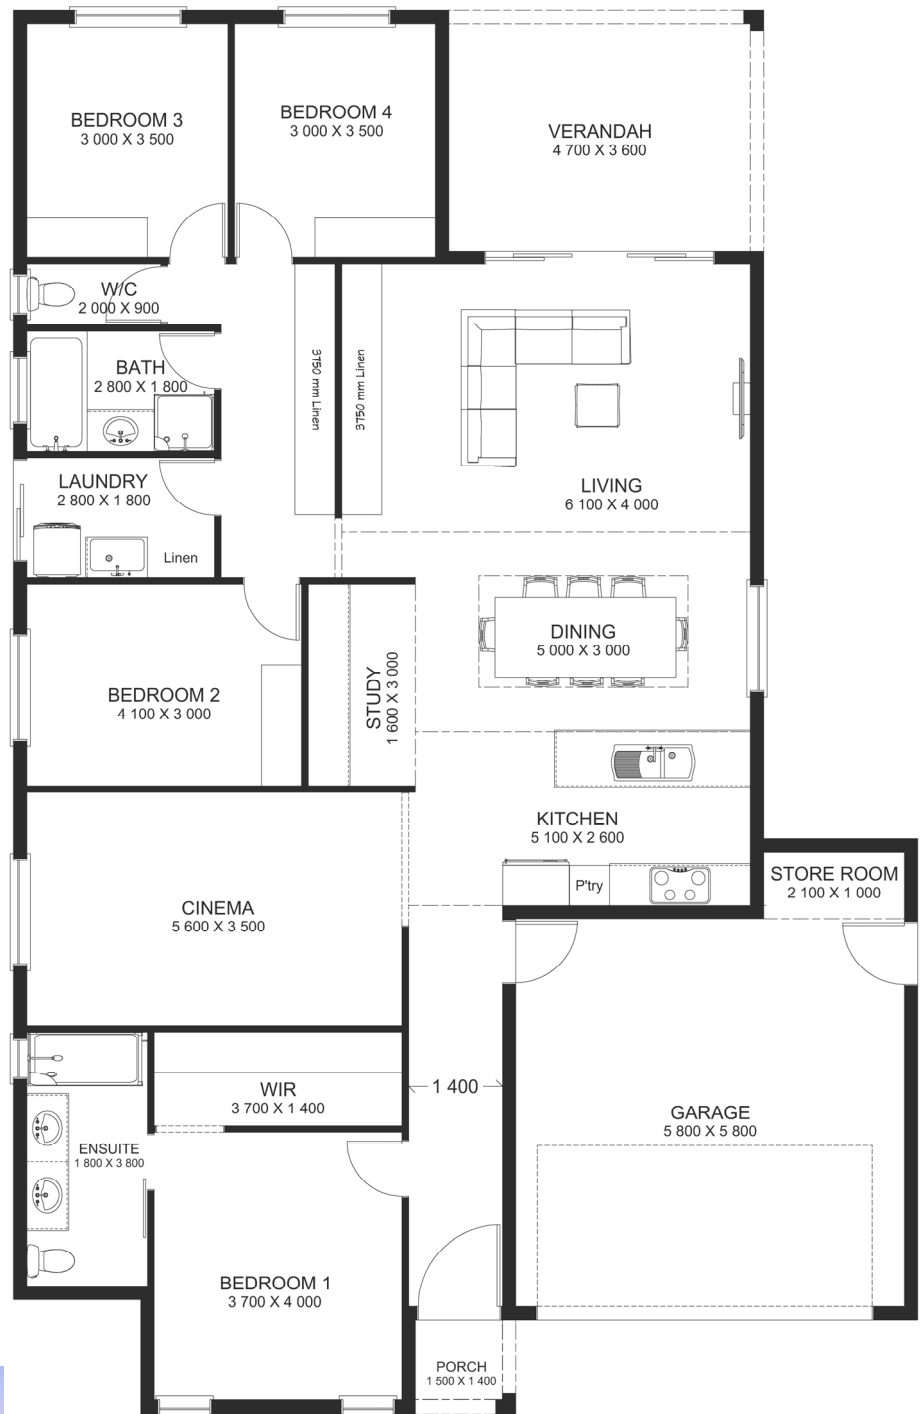 BEDROOM 3
3 000 X 3 500
BEDROOM 4
3 000 X 3 500
VERANDAH
4 700 X 3 600
W/C
2 000 X 900
BATH
2 800 X 1 800
3750 mm Linen
3750 mm Linen
LAUNDRY
2 800 X 1 800
Linen
LIVING
6 100 X 4 000
DINING
5 000 X 3 000
BEDROOM 2
4 100 X 3 000
STUDY
1 600 X 3 000
KITCHEN
5 100 X 2 600
P'try
STORE ROOM
2 100 X 1 000
CINEMA
5 600 X 3 500
WIR
3 700 X 1 400
1 400
GARAGE
5 800 X 5 800
ENSUITE
1 800 X 3 800
BEDROOM 1
3 700 X 4 000
PORCH
1 500 X 1 400